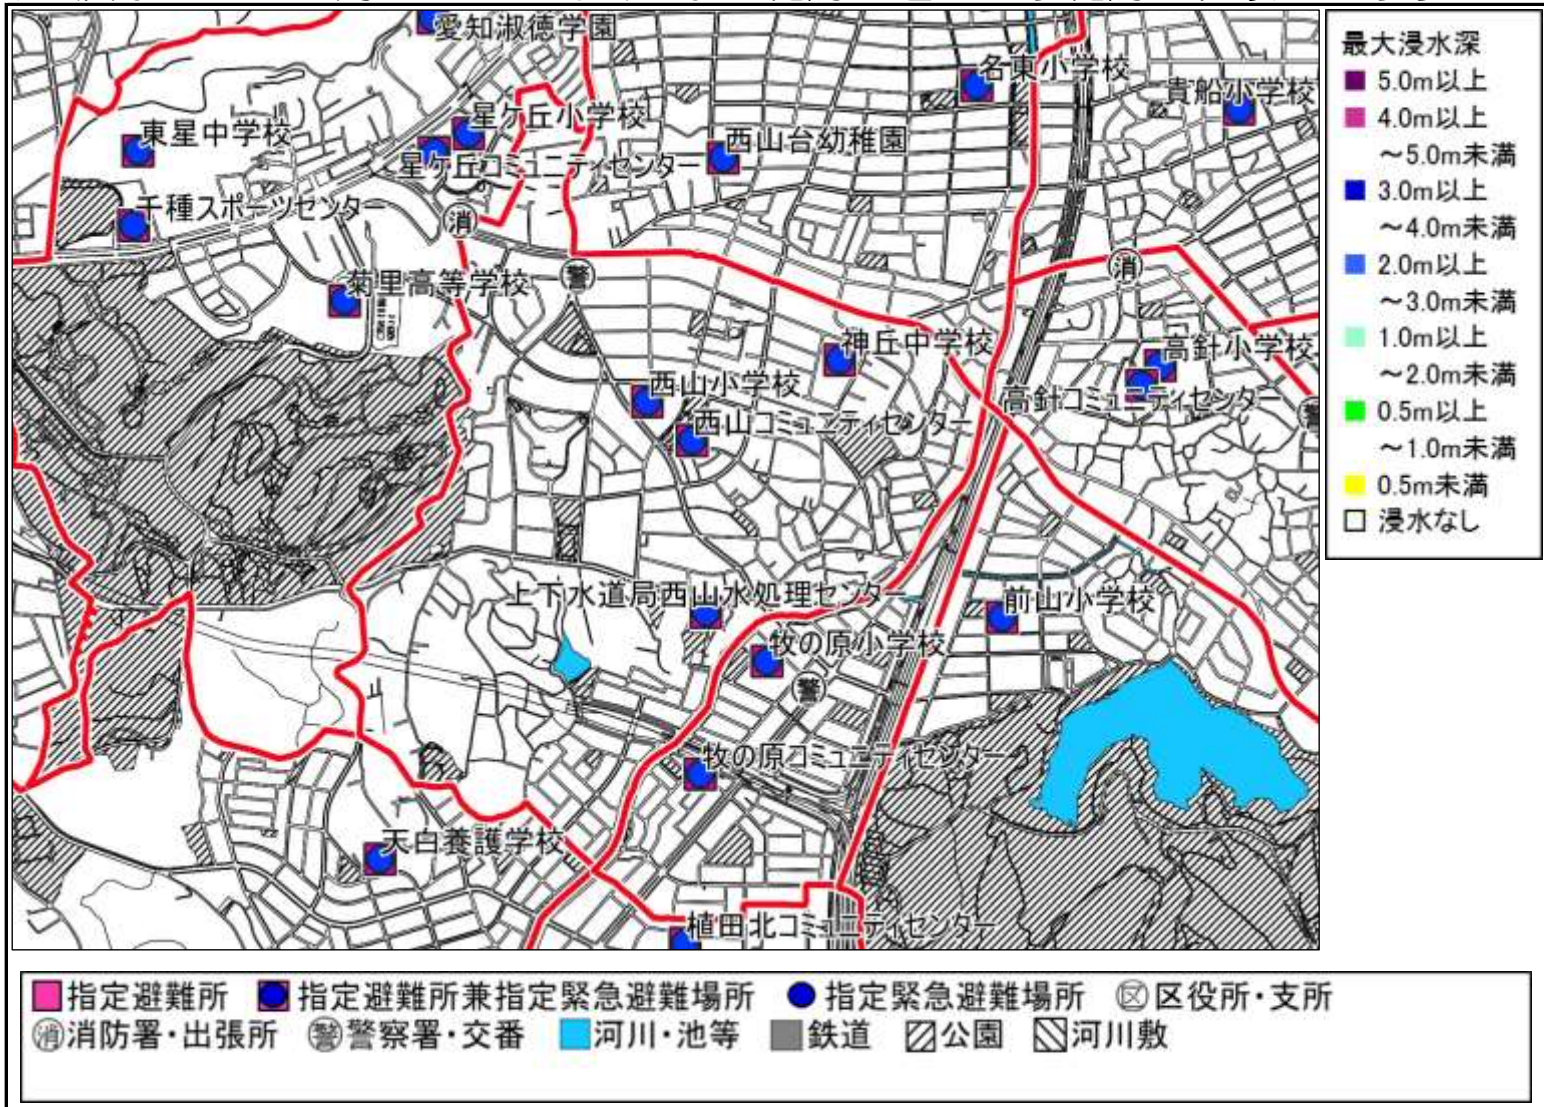 愛知淑徳学園
名東小学校
貴船小学校
星ケ丘小学校
東星中学校
西山台幼稚園
星ケ丘コミュニティセンター
千種スポーツセンター
消
警
消
菊里高等学校
神丘中学校
高針小学校
西山小学校
高針コミュニティセンター
警
西山コミュニティセンター
上下水道局西山水処理センター
前山小学校
牧の原小学校
警
牧の原コミュニティセンター
天白養護学校
植田北コミュニティセンター
最大浸水深
5.0m以上
4.0m以上
～5.0m未満
3.0m以上
～4.0m未満
2.0m以上
～3.0m未満
1.0m以上
～2.0m未満
0.5m以上
～1.0m未満
0.5m未満
浸水なし
指定避難所 指定避難所兼指定緊急避難場所 指定緊急避難場所 区 区役所・支所
消 消防署・出張所 警 警察署・交番 河川・池等 鉄道 公園 河川敷